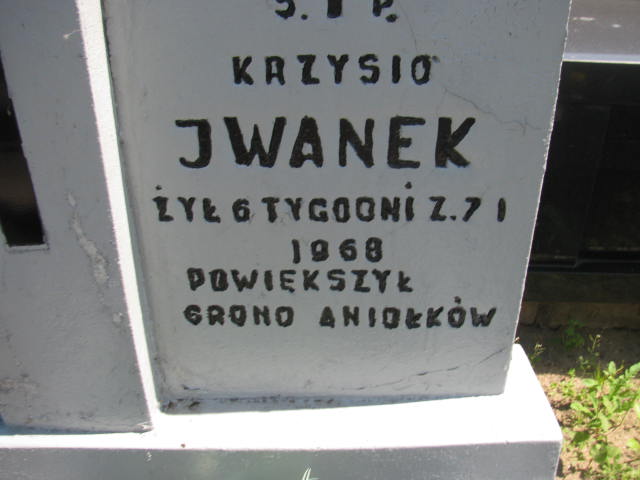 Ś. † P.
KRZYSIO
JWANEK
ŻYŁ 6 TYGODNI Z. 7 I
1968
POWIĘKSZYŁ
GRONO ANIOŁKÓW